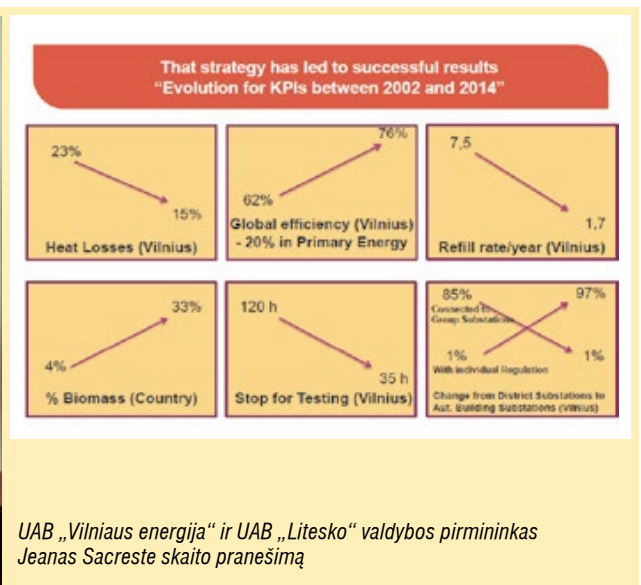 That strategy has led to successful results
“Evolution for KPIs between 2002 and 2014”
23%
15%
Heat Losses (Vilnius)
76%
62%
Global efficiency (Vilnius)
- 20% in Primary Energy
7,5
1,7
Refill rate/year (Vilnius)
33%
4%
% Biomass (Country)
120 h
35 h
Stop for Testing (Vilnius)
85%
97%
Connected to
Group Substations
1%
1%
With individual Regulation
Change from District Substations to
Aut. Building Substations (Vilnius)
UAB „Vilniaus energija“ ir UAB „Litesko“ valdybos pirmininkas
Jeanas Sacreste skaito pranešimą